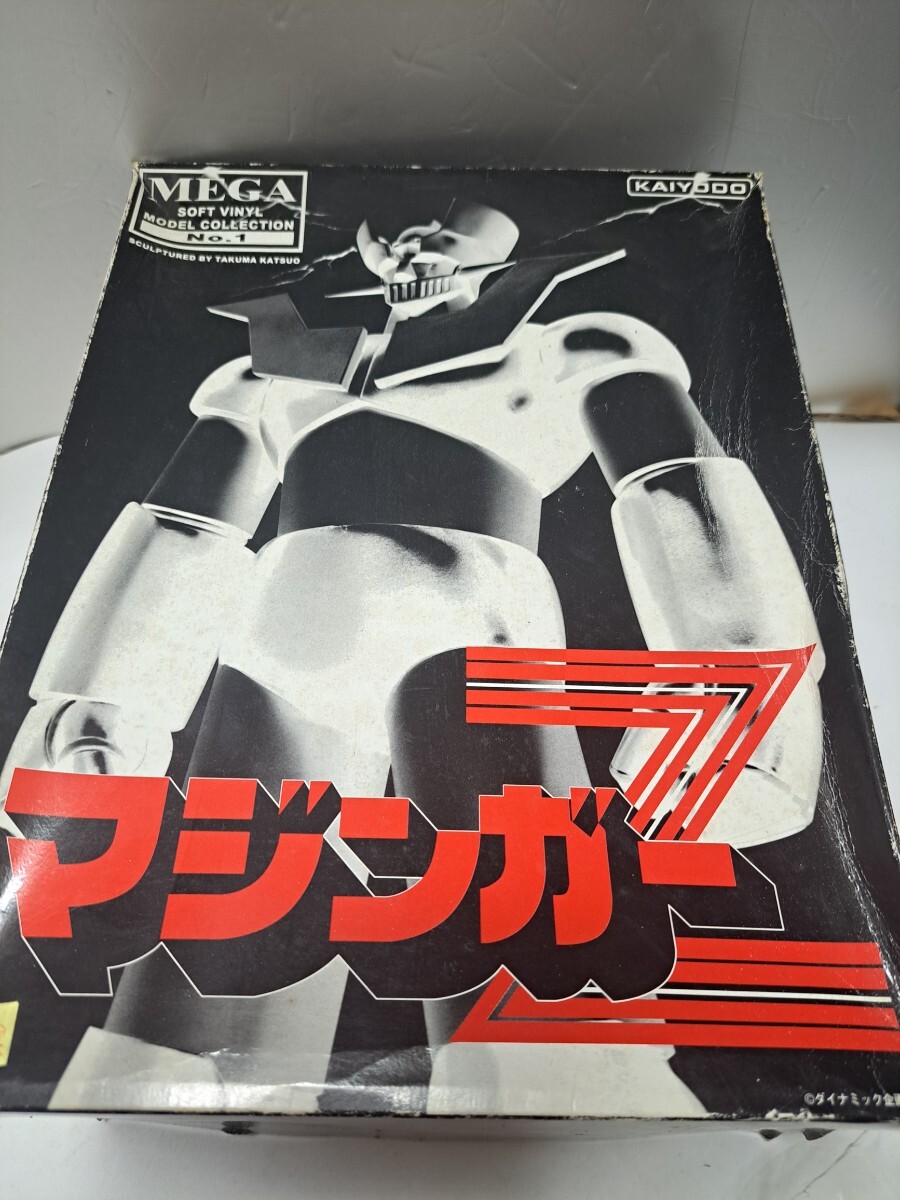 MEGA
SOFT VINYL
MODEL COLLECTION
No.1
SCULPTURED BY TAKUMA KATSUO
KAIYODO
マジンガーZ
©ダイナミック企画